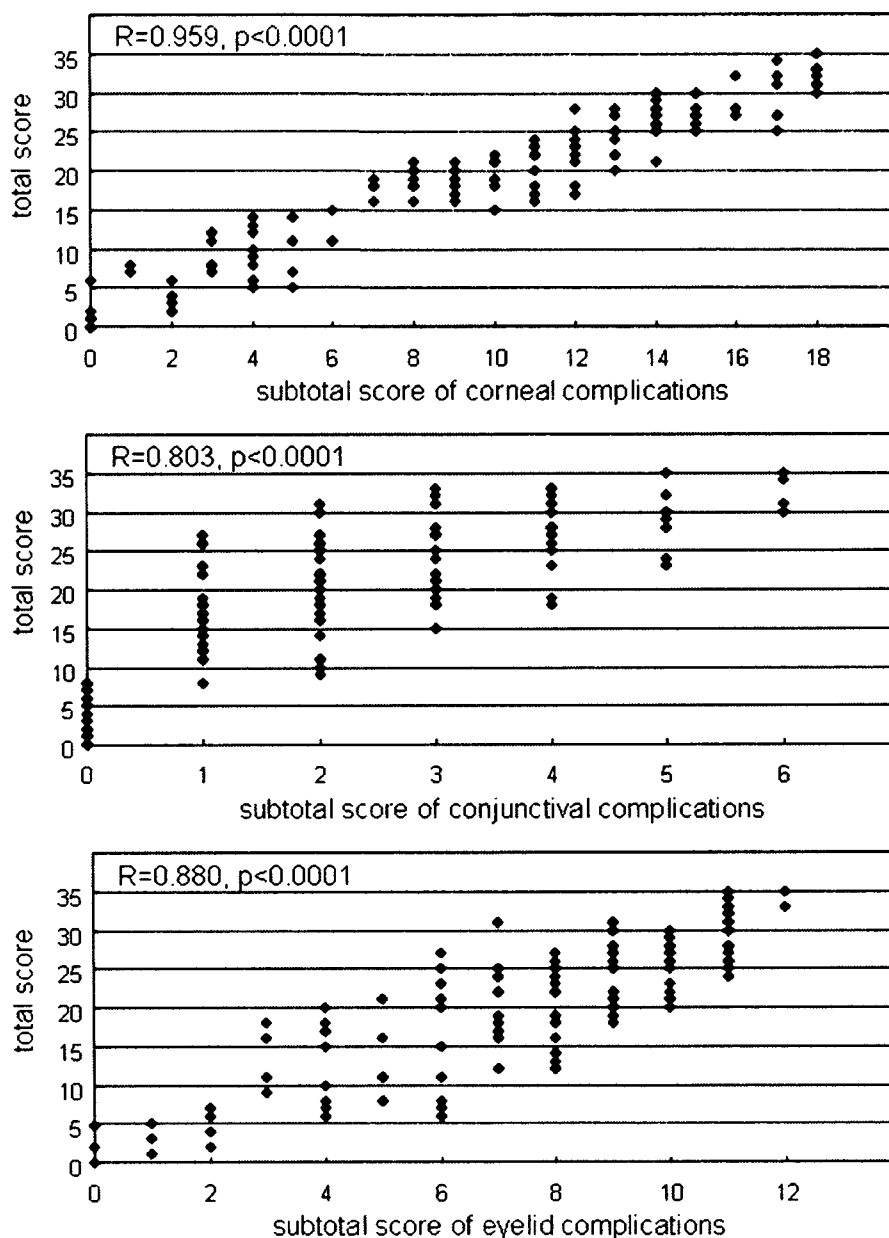 R=0.959, p<0.0001
total score
35
30
25
20
15
10
5
0
0 2 4 6 8 10 12 14 16 18
subtotal score of corneal complications
R=0.803, p<0.0001
total score
35
30
25
20
15
10
5
0
0 1 2 3 4 5 6
subtotal score of conjunctival complications
R=0.880, p<0.0001
total score
35
30
25
20
15
10
5
0
0 2 4 6 8 10 12
subtotal score of eyelid complications